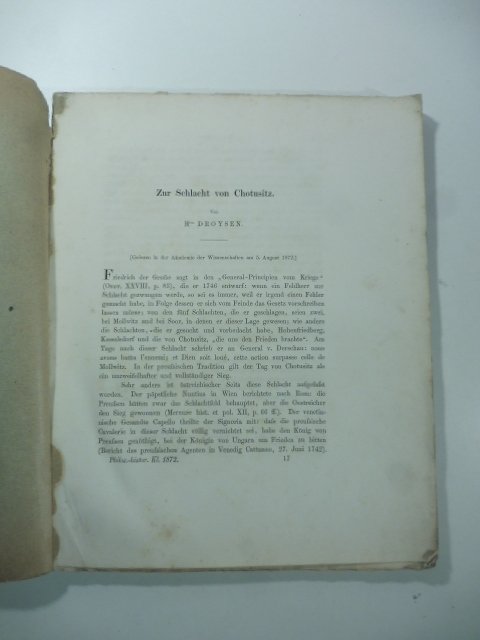 Zur Schlacht von Chotusitz.
Von
Hrn DROYSEN.
[Gelesen in der Akademie der Wissenschaften am 5. August 1872.]
Friedrich der Große sagt in den „General-Principien vom Kriege“
(Oeuvr. XXVIII, p. 83), die er 1746 entwarf: wenn ein Feldherr zur
Schlacht gezwungen werde, so sei es immer, weil er irgend einen Fehler
gemacht habe, in Folge dessen er sich vom Feinde das Gesetz vorschreiben
lassen müsse; von den fünf Schlachten, die er geschlagen, seien zwei,
bei Mollwitz und bei Soor, in denen er dieser Lage gewesen; wie anders
die Schlachten, die er gesucht und vorbedacht habe, Hohenfriedberg,
Kesselsdorf und die von Chotusitz, „die uns den Frieden brachte“. Am
Tage nach dieser Schlacht schrieb er an General v. Derschau: nous
avons battu l'ennemi; et Dieu soit loué, cette action surpasse celle de
Mollwitz. In der preußischen Tradition gilt der Tag von Chotusitz als
ein unzweifelhafter und vollständiger Sieg.
Sehr anders ist östreichischer Seits diese Schlacht aufgefaßt
worden. Der päpstliche Nuntius in Wien berichtete nach Rom: die
Preußen hätten zwar das Schlachtfeld behauptet, aber die Oestreicher
den Sieg gewonnen (Mercure hist. et pol. XII, p. 66 ff.). Der venetia-
nische Gesandte Capello theilte der Signoria mit: daß die preußische
Cavalerie in dieser Schlacht völlig vernichtet sei, habe den König von
Preußen genöthigt, bei der Königin von Ungarn um Frieden zu bitten
(Bericht des preußischen Agenten in Venedig Cattaneo, 27. Juni 1742).
Philos.-histor. Kl. 1872. 17